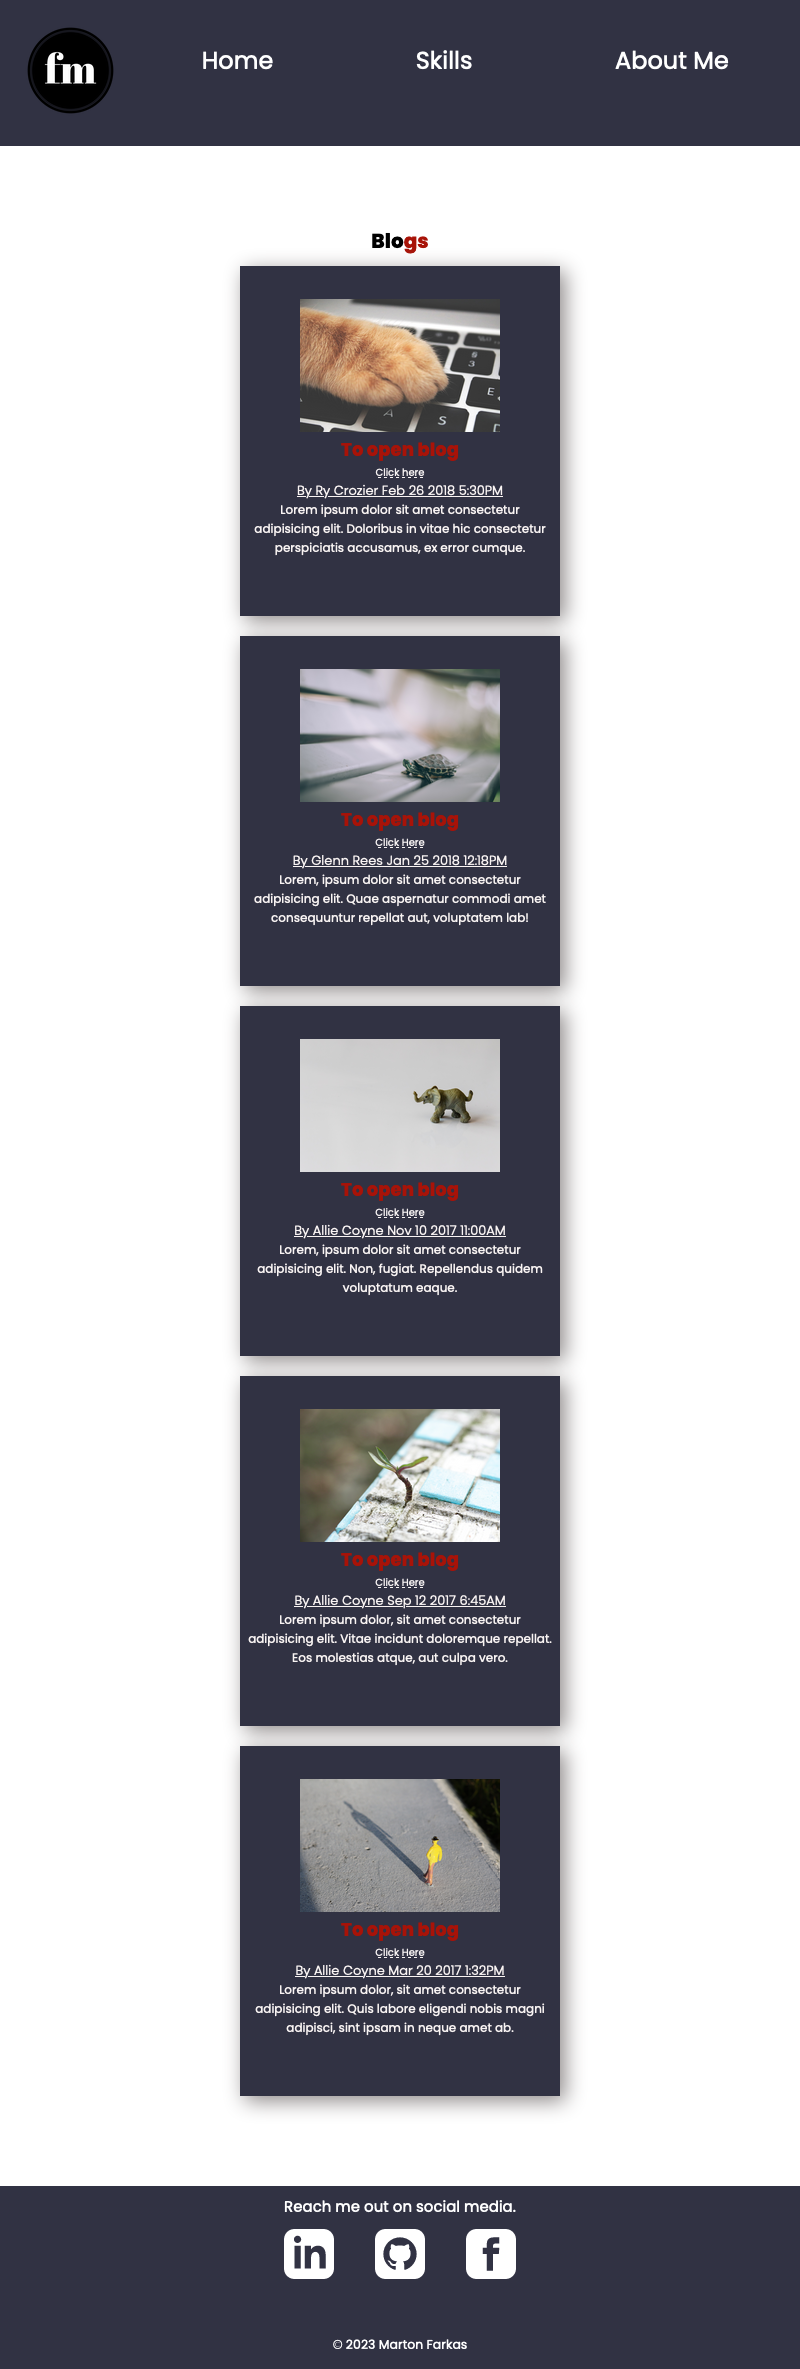 fm
Home
Skills
About Me
Blogs
§
3
E
A
S
D
To open blog
Click here
By Ry Crozier Feb 26 2018 5:30PM
Lorem ipsum dolor sit amet consectetur
adipisicing elit. Doloribus in vitae hic consectetur
perspiciatis accusamus, ex error cumque.
To open blog
Click Here
By Glenn Rees Jan 25 2018 12:18PM
Lorem, ipsum dolor sit amet consectetur
adipisicing elit. Quae aspernatur commodi amet
consequuntur repellat aut, voluptatem lab!
To open blog
Click Here
By Allie Coyne Nov 10 2017 11:00AM
Lorem, ipsum dolor sit amet consectetur
adipisicing elit. Non, fugiat. Repellendus quidem
voluptatum eaque.
To open blog
Click Here
By Allie Coyne Sep 12 2017 6:45AM
Lorem ipsum dolor, sit amet consectetur
adipisicing elit. Vitae incidunt doloremque repellat.
Eos molestias atque, aut culpa vero.
To open blog
Click Here
By Allie Coyne Mar 20 2017 1:32PM
Lorem ipsum dolor, sit amet consectetur
adipisicing elit. Quis labore eligendi nobis magni
adipisci, sint ipsam in neque amet ab.
Reach me out on social media.
in
f
© 2023 Marton Farkas